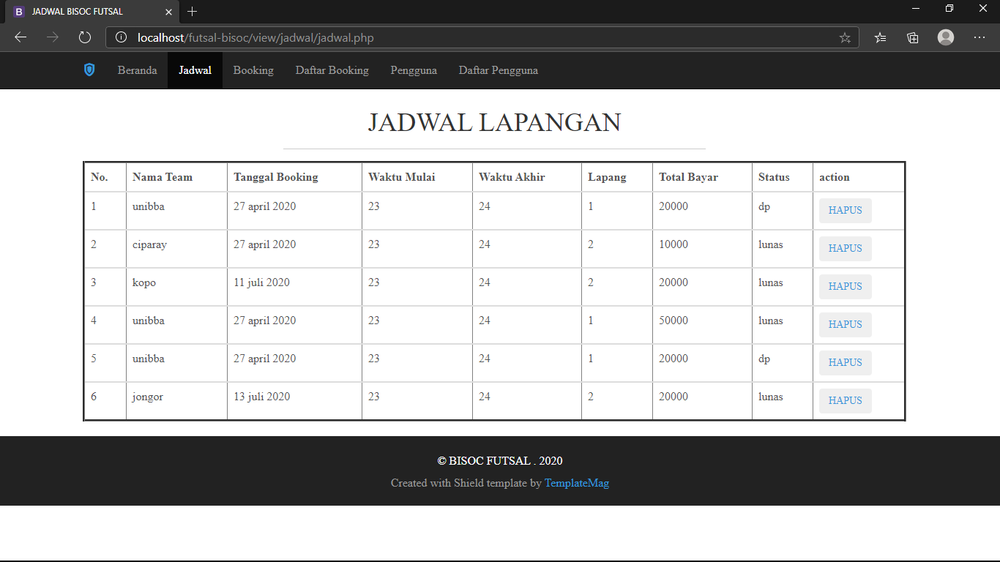 B JADWAL BISOC FUTSAL
localhost/futsal-bisoc/view/jadwal/jadwal.php
Beranda Jadwal Booking Daftar Booking Pengguna Daftar Pengguna
JADWAL LAPANGAN
No. Nama Team Tanggal Booking Waktu Mulai Waktu Akhir Lapang Total Bayar Status action
1 unibba 27 april 2020 23 24 1 20000 dp HAPUS
2 ciparay 27 april 2020 23 24 2 10000 lunas HAPUS
3 kopo 11 juli 2020 23 24 2 20000 lunas HAPUS
4 unibba 27 april 2020 23 24 1 50000 lunas HAPUS
5 unibba 27 april 2020 23 24 1 20000 dp HAPUS
6 jongor 13 juli 2020 23 24 2 20000 lunas HAPUS
© BISOC FUTSAL . 2020
Created with Shield template by TemplateMag